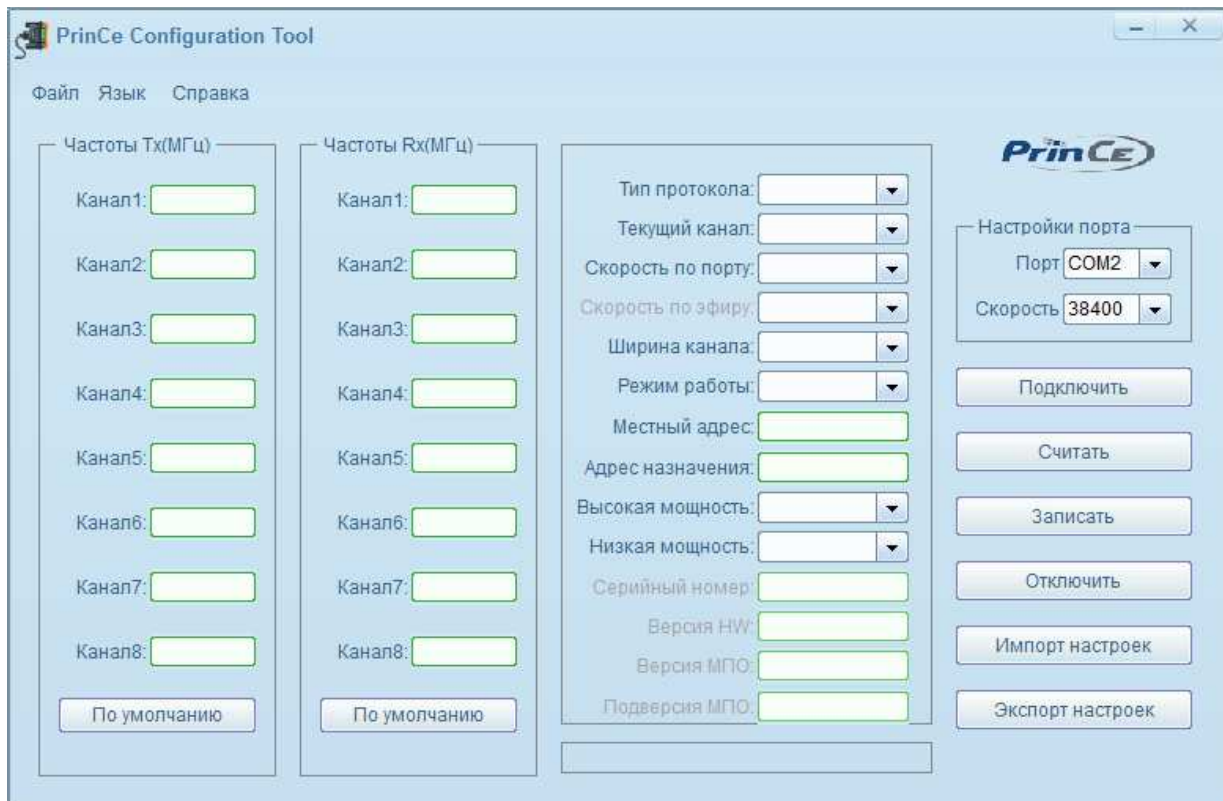 PrinCe Configuration Tool
Файл Язык Справка
Частоты Tx(МГц)
Канал1:
Канал2:
Канал3:
Канал4:
Канал5:
Канал6:
Канал7:
Канал8:
По умолчанию
Частоты Rx(МГц)
Канал1:
Канал2:
Канал3:
Канал4:
Канал5:
Канал6:
Канал7:
Канал8:
По умолчанию
Тип протокола:
Текущий канал:
Скорость по порту:
Скорость по эфиру:
Ширина канала:
Режим работы:
Местный адрес:
Адрес назначения:
Высокая мощность:
Низкая мощность:
Серийный номер:
Версия HW:
Версия МПО:
Подверсия МПО:
PrinCE
Настройки порта
Порт COM2
Скорость 38400
Подключить
Считать
Записать
Отключить
Импорт настроек
Экспорт настроек